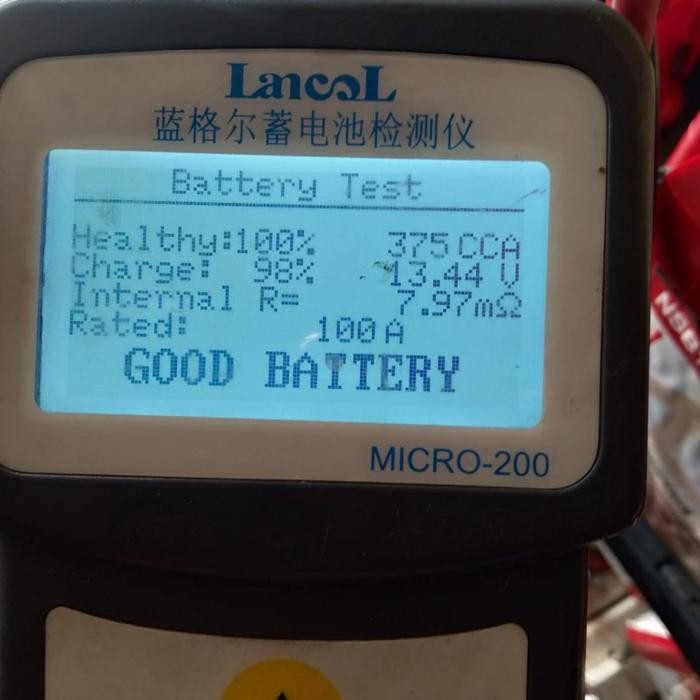 LancoL
蓝格尔蓄电池检测仪
Battery Test
Healthy:100% 375 CCA
Charge: 98% 13.44 V
Internal R= 7.97mΩ
Rated: 100 A
GOOD BATTERY
MICRO-200